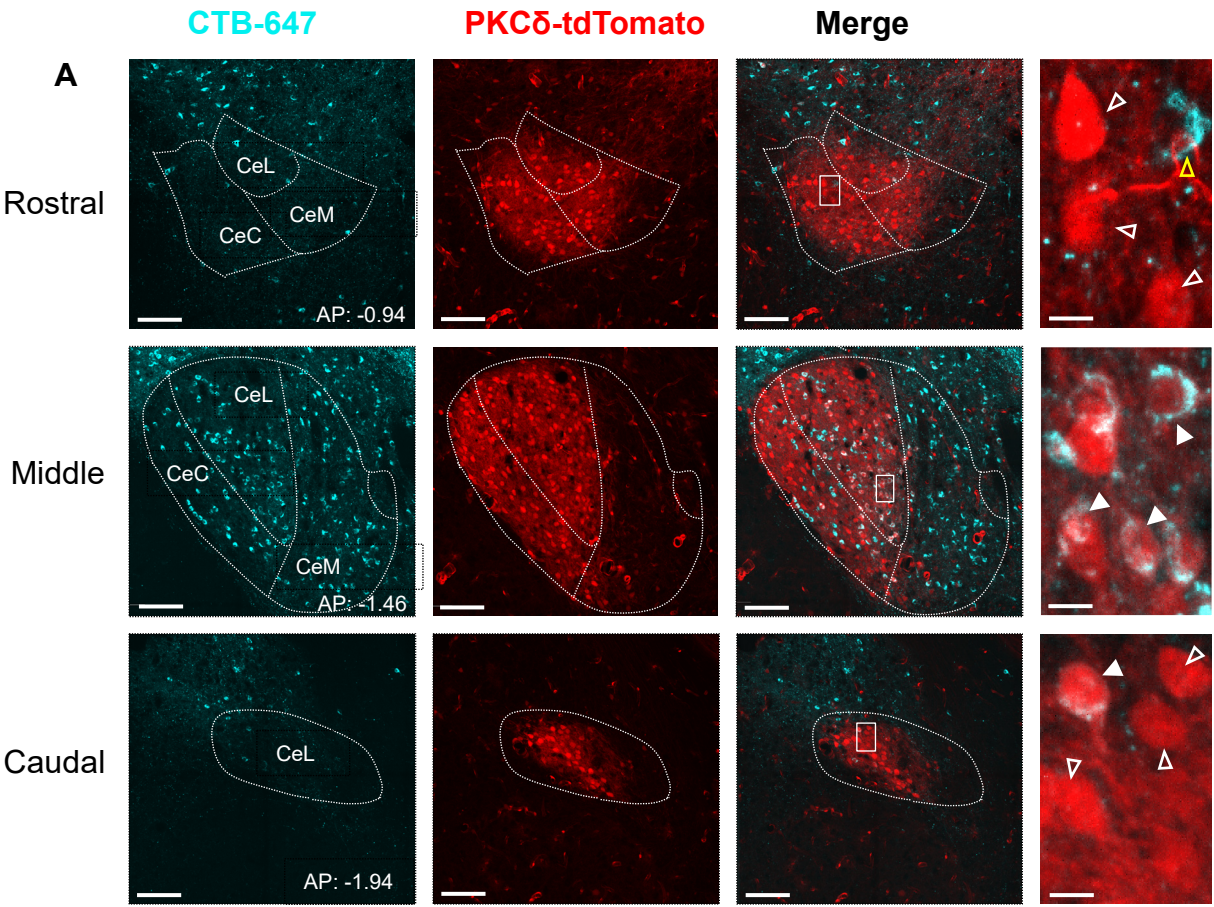 CTB-647 PKCδ-tdTomato Merge
A
Rostral
CeL
CeM
CeC
AP: -0.94
Middle
CeL
CeC
CeM
AP: -1.46
Caudal
CeL
AP: -1.94